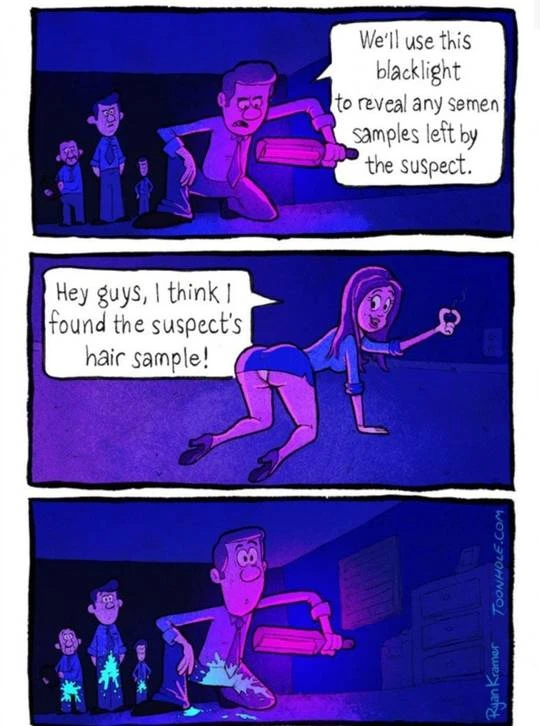 We'll use this
blacklight
to reveal any semen
samples left by
the suspect.
Hey guys, I think I
found the suspect's
hair sample!
Ryan Kramer TOONHOLE.COM